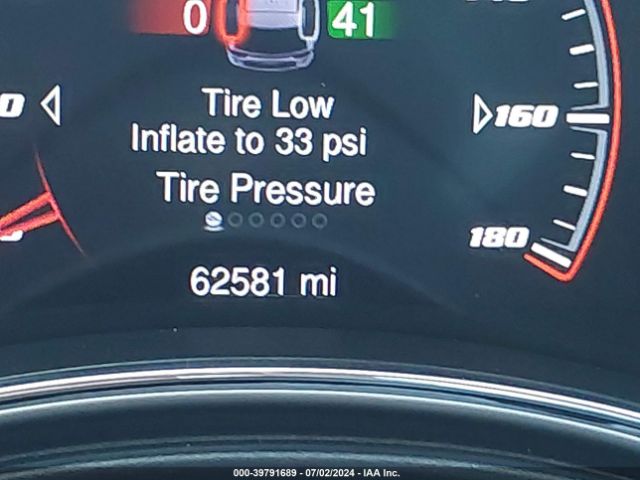 0 41
Tire Low
160
Inflate to 33 psi
Tire Pressure
180
62581 mi
000-39791689 - 07/02/2024 - IAA Inc.